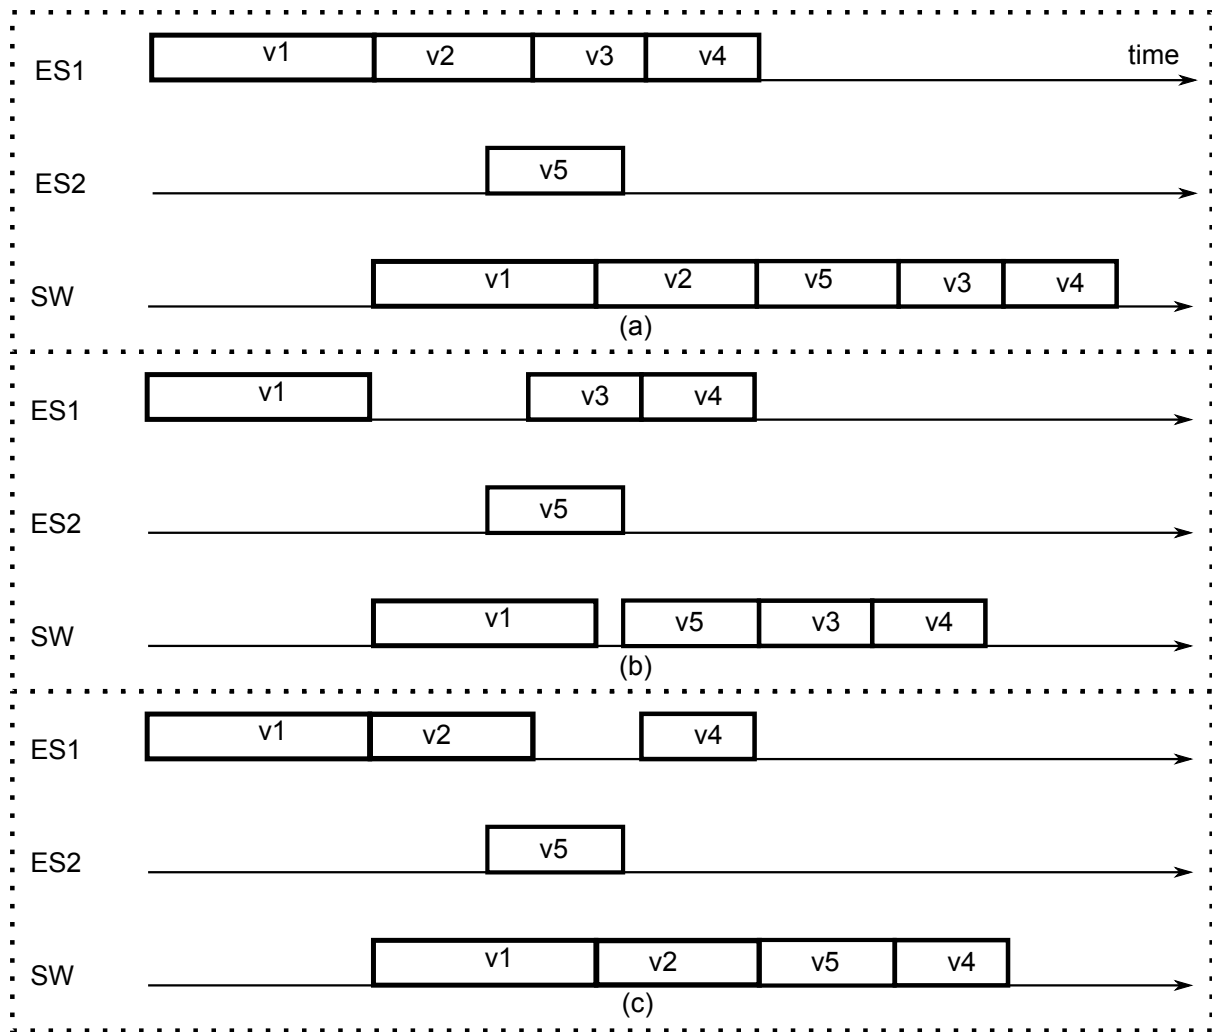 v1 v2 v3 v4 time
ES1
v5
ES2
v1 v2 v5 v3 v4
SW
(a)
v1 v3 v4
ES1
v5
ES2
v1 v5 v3 v4
SW
(b)
v1 v2 v4
ES1
v5
ES2
v1 v2 v5 v4
SW
(c)